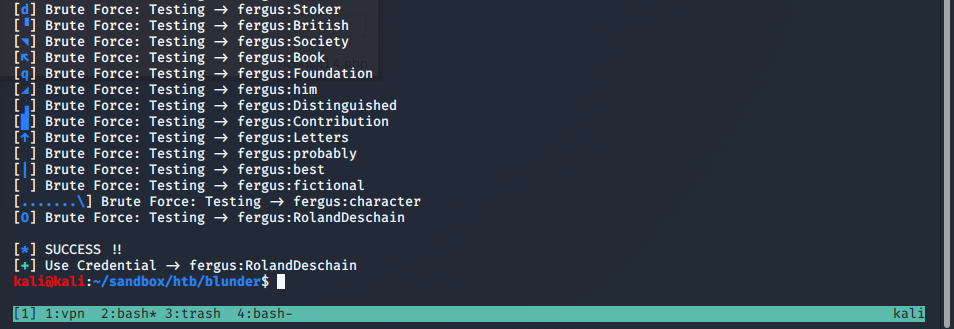 [d] Brute Force: Testing → fergus:Stoker
[▝] Brute Force: Testing → fergus:British
[◥] Brute Force: Testing → fergus:Society
[↖] Brute Force: Testing → fergus:Book
[q] Brute Force: Testing → fergus:Foundation
[◢] Brute Force: Testing → fergus:him
[▗] Brute Force: Testing → fergus:Distinguished
[█] Brute Force: Testing → fergus:Contribution
[↑] Brute Force: Testing → fergus:Letters
[ ] Brute Force: Testing → fergus:probably
[|] Brute Force: Testing → fergus:best
[ ] Brute Force: Testing → fergus:fictional
[.......\] Brute Force: Testing → fergus:character
[O] Brute Force: Testing → fergus:RolandDeschain
[*] SUCCESS !!
[+] Use Credential → fergus:RolandDeschain
kali@kali:~/sandbox/htb/blunder$
[1] 1:vpn 2:bash* 3:trash 4:bash- kali